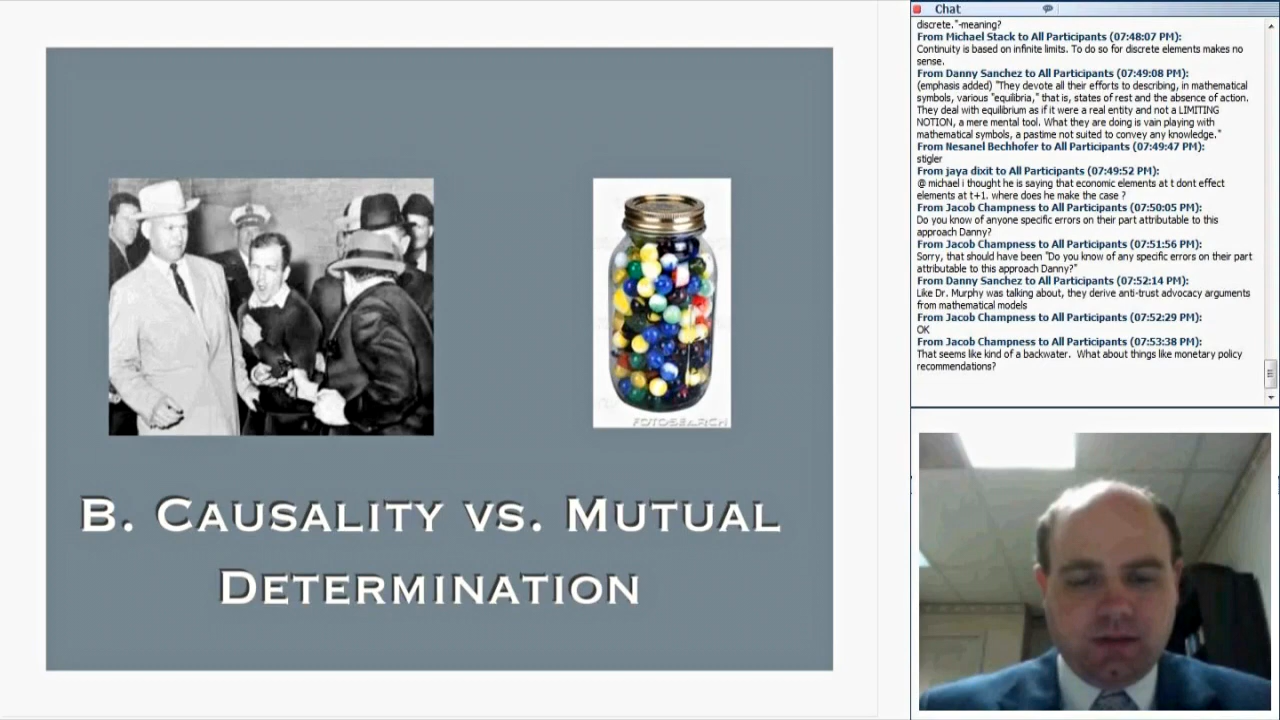 FOTOSEARCH
B. CAUSALITY VS. MUTUAL
DETERMINATION
Chat
discrete."-meaning?
From Michael Stack to All Participants (07:48:07 PM):
Continuity is based on infinite limits. To do so for discrete elements makes no
sense.
From Danny Sanchez to All Participants (07:49:08 PM):
(emphasis added) "They devote all their efforts to describing, in mathematical
symbols, various "equilibria," that is, states of rest and the absence of action.
They deal with equilibrium as if it were a real entity and not a LIMITING
NOTION, a mere mental tool. What they are doing is vain playing with
mathematical symbols, a pastime not suited to convey any knowledge."
From Nesanel Bechhofer to All Participants (07:49:47 PM):
stigler
From jaya dixit to All Participants (07:49:52 PM):
@ michael i thought he is saying that economic elements at t dont effect
elements at t+1. where does he make the case ?
From Jacob Champness to All Participants (07:50:05 PM):
Do you know of anyone specific errors on their part attributable to this
approach Danny?
From Jacob Champness to All Participants (07:51:56 PM):
Sorry, that should have been "Do you know of any specific errors on their part
attributable to this approach Danny?"
From Danny Sanchez to All Participants (07:52:14 PM):
Like Dr. Murphy was talking about, they derive anti-trust advocacy arguments
from mathematical models
From Jacob Champness to All Participants (07:52:29 PM):
OK
From Jacob Champness to All Participants (07:53:38 PM):
That seems like kind of a backwater.  What about things like monetary policy
recommendations?